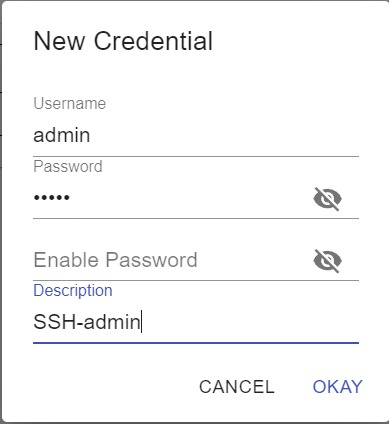 New Credential
Username
admin
Password
•••••
Enable Password
Description
SSH-admin
CANCEL OKAY